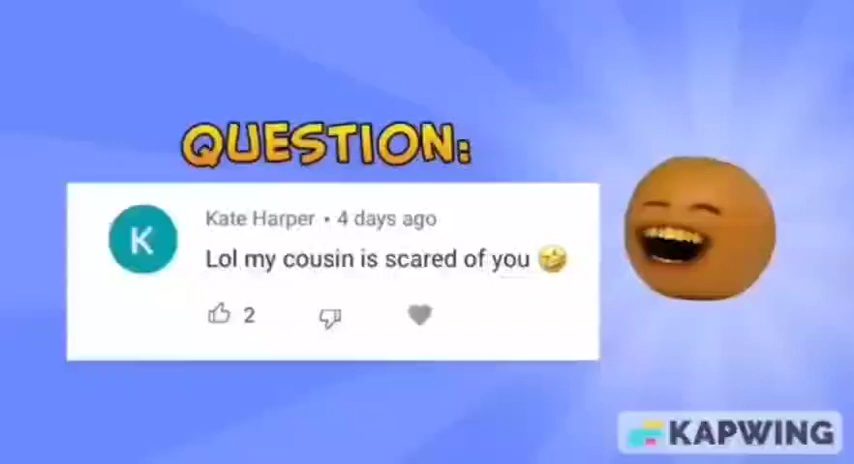 QUESTION:
K
Kate Harper • 4 days ago
Lol my cousin is scared of you 🤣
2
KAPWING